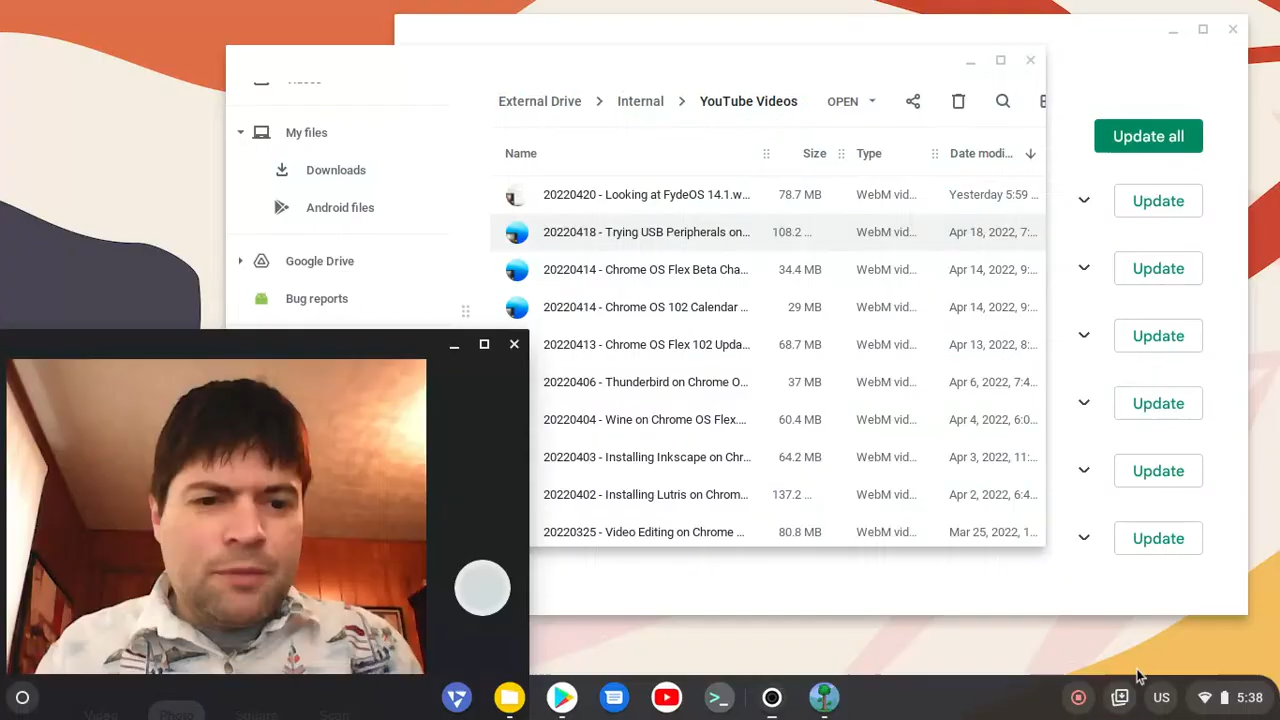 External Drive > Internal > YouTube Videos OPEN
My files
Downloads
Android files
Google Drive
Bug reports
Name Size Type Date modi...
20220420 - Looking at FydeOS 14.1.w... 78.7 MB WebM vid... Yesterday 5:59 ...
20220418 - Trying USB Peripherals on... 108.2 ... WebM vid... Apr 18, 2022, 7:...
20220414 - Chrome OS Flex Beta Cha... 34.4 MB WebM vid... Apr 14, 2022, 9:...
20220414 - Chrome OS 102 Calendar ... 29 MB WebM vid... Apr 14, 2022, 9:...
20220413 - Chrome OS Flex 102 Upda... 68.7 MB WebM vid... Apr 13, 2022, 8:...
20220406 - Thunderbird on Chrome O... 37 MB WebM vid... Apr 6, 2022, 7:4...
20220404 - Wine on Chrome OS Flex.... 60.4 MB WebM vid... Apr 4, 2022, 6:0...
20220403 - Installing Inkscape on Chr... 64.2 MB WebM vid... Apr 3, 2022, 11:...
20220402 - Installing Lutris on Chrom... 137.2 ... WebM vid... Apr 2, 2022, 6:4...
20220325 - Video Editing on Chrome ... 80.8 MB WebM vid... Mar 25, 2022, 1...
Update all
Update
Update
Update
Update
Update
Update
Video Photo Square Scan
US 5:38